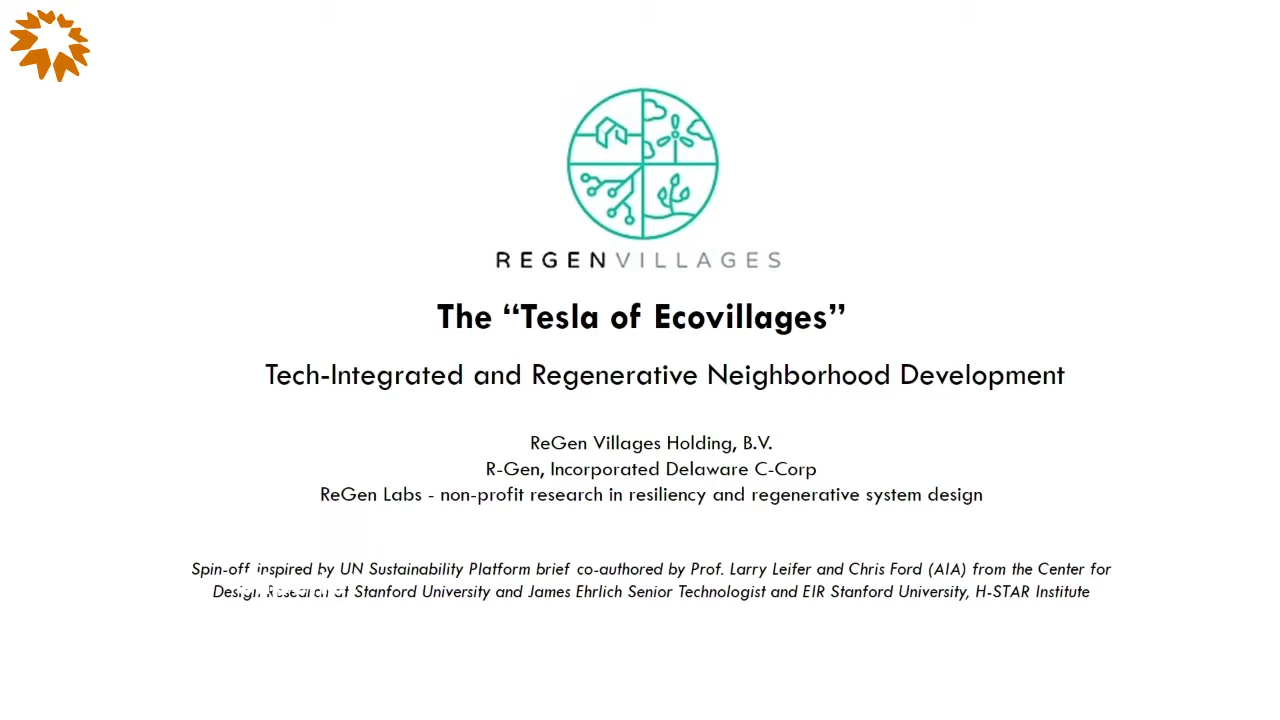 REGENVILLAGES
The “Tesla of Ecovillages”
Tech-Integrated and Regenerative Neighborhood Development
ReGen Villages Holding, B.V.
R-Gen, Incorporated Delaware C-Corp
ReGen Labs - non-profit research in resiliency and regenerative system design
Spin-off inspired by UN Sustainability Platform brief co-authored by Prof. Larry Leifer and Chris Ford (AIA) from the Center for
Design Research at Stanford University and James Ehrlich Senior Technologist and EIR Stanford University, H-STAR Institute